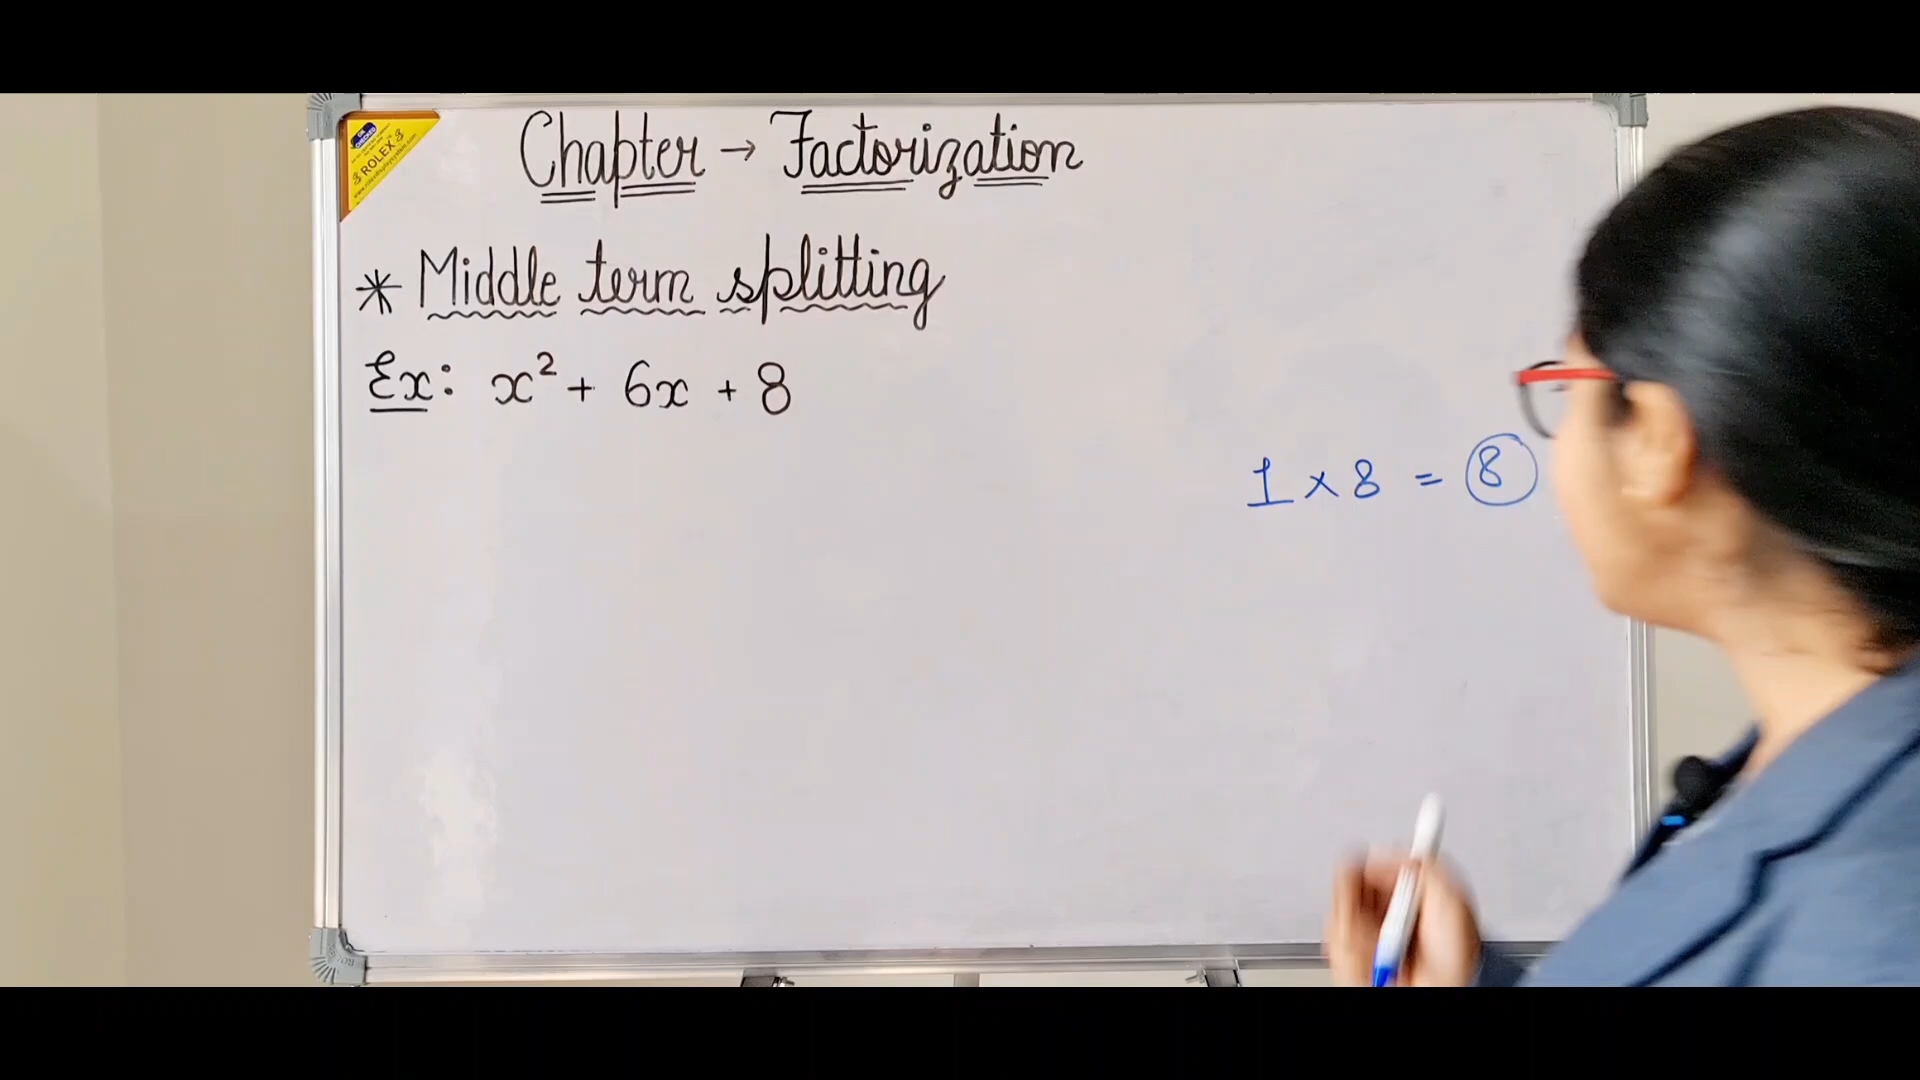 Chapter → Factorization
* Middle term splitting
Ex: x² + 6x + 8
1 × 8 = 8
ROLEX